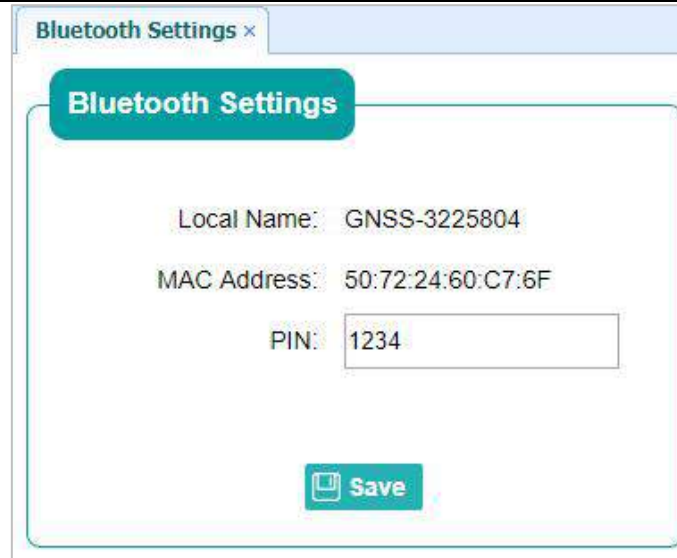 Bluetooth Settings ×
Bluetooth Settings
Local Name: GNSS-3225804
MAC Address: 50:72:24:60:C7:6F
PIN: 1234
Save